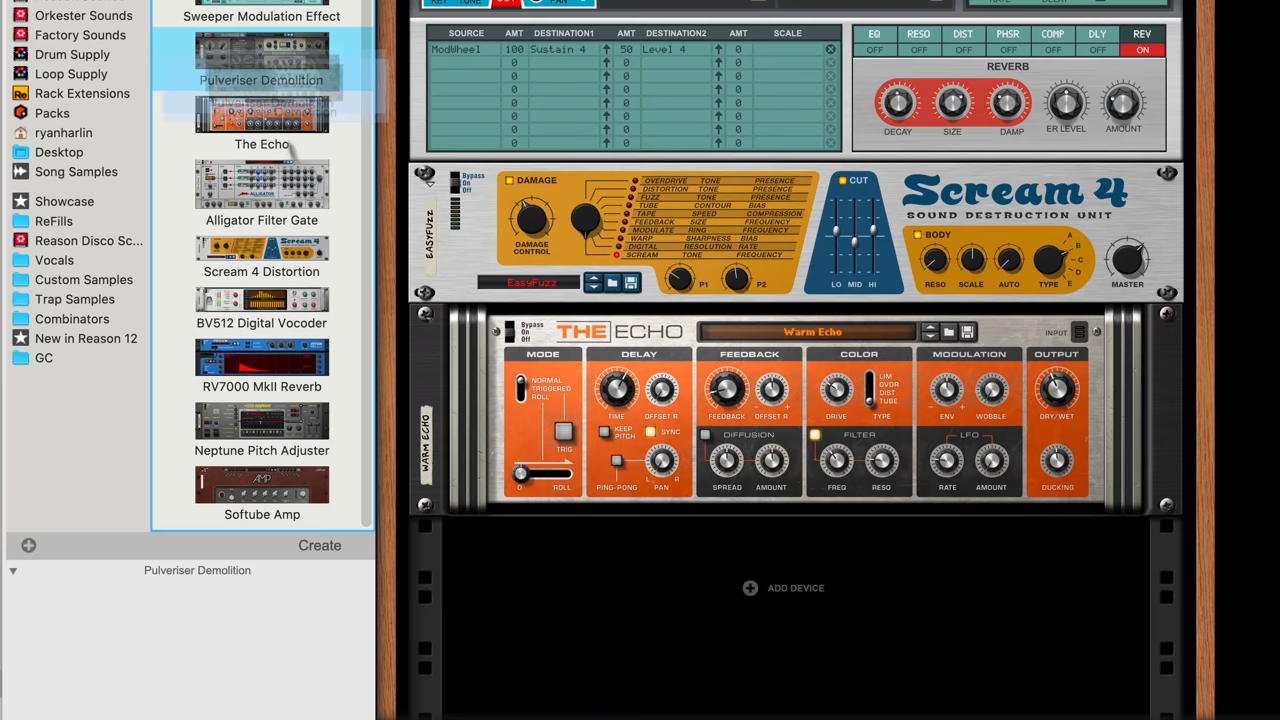 KEY TUNE OUT PAN
RATE DELAY
Orkester Sounds
Factory Sounds
Drum Supply
Loop Supply
Rack Extensions
Packs
ryanharlin
Desktop
Song Samples
Showcase
Refills
Reason Disco Sc...
Vocals
Custom Samples
Trap Samples
Combinators
New in Reason 12
GC
Sweeper Modulation Effect
Pulveriser Demolition
The Echo
Alligator Filter Gate
Scream 4 Distortion
BV512 Digital Vocoder
RV7000 MkII Reverb
Neptune Pitch Adjuster
AMP
Softube Amp
Create
Pulveriser Demolition
SOURCE AMT DESTINATION1 AMT DESTINATION2 AMT SCALE
ModWheel 100 Sustain 4 50 Level 4 0
0 0 0
0 0 0
0 0 0
0 0 0
0 0 0
0 0 0
0 0 0
EQ RESO DIST PHSR COMP DLY REV
OFF OFF OFF OFF OFF OFF ON
REVERB
DECAY SIZE DAMP ER LEVEL AMOUNT
EASYFUZZ
Bypass
On
Off
DAMAGE
DAMAGE
CONTROL
OVERDRIVE TONE PRESENCE
DISTORTION TONE PRESENCE
FUZZ TONE PRESENCE
TUBE CONTOUR BIAS
TAPE SPEED COMPRESSION
FEEDBACK SIZE FREQUENCY
MODULATE RING FREQUENCY
WARP SHARPNESS BIAS
DIGITAL RESOLUTION RATE
SCREAM TONE FREQUENCY
EasyFuzz
P1 P2
CUT
LO MID HI
Scream 4
SOUND DESTRUCTION UNIT
BODY
A
B
C
D
E
RESO SCALE AUTO TYPE
MASTER
WARM ECHO
Bypass
On
Off
THE ECHO
Warm Echo
INPUT
MODE DELAY FEEDBACK COLOR MODULATION OUTPUT
NORMAL
TRIGGERED
ROLL
TRIG
0 ROLL
TIME OFFSET R
KEEP
PITCH
SYNC
L R
PING-PONG PAN
FEEDBACK OFFSET R
DIFFUSION
SPREAD AMOUNT
LIM
OVDR
DIST
TUBE
DRIVE TYPE
FILTER
FREQ RESO
ENV WOBBLE
LFO
RATE AMOUNT
DRY/WET
DUCKING
ADD DEVICE